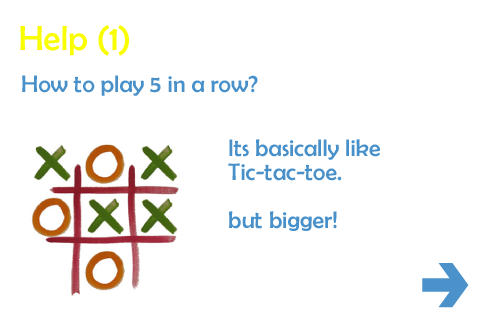 Help (1)
How to play 5 in a row?
Its basically like
Tic-tac-toe.
but bigger!